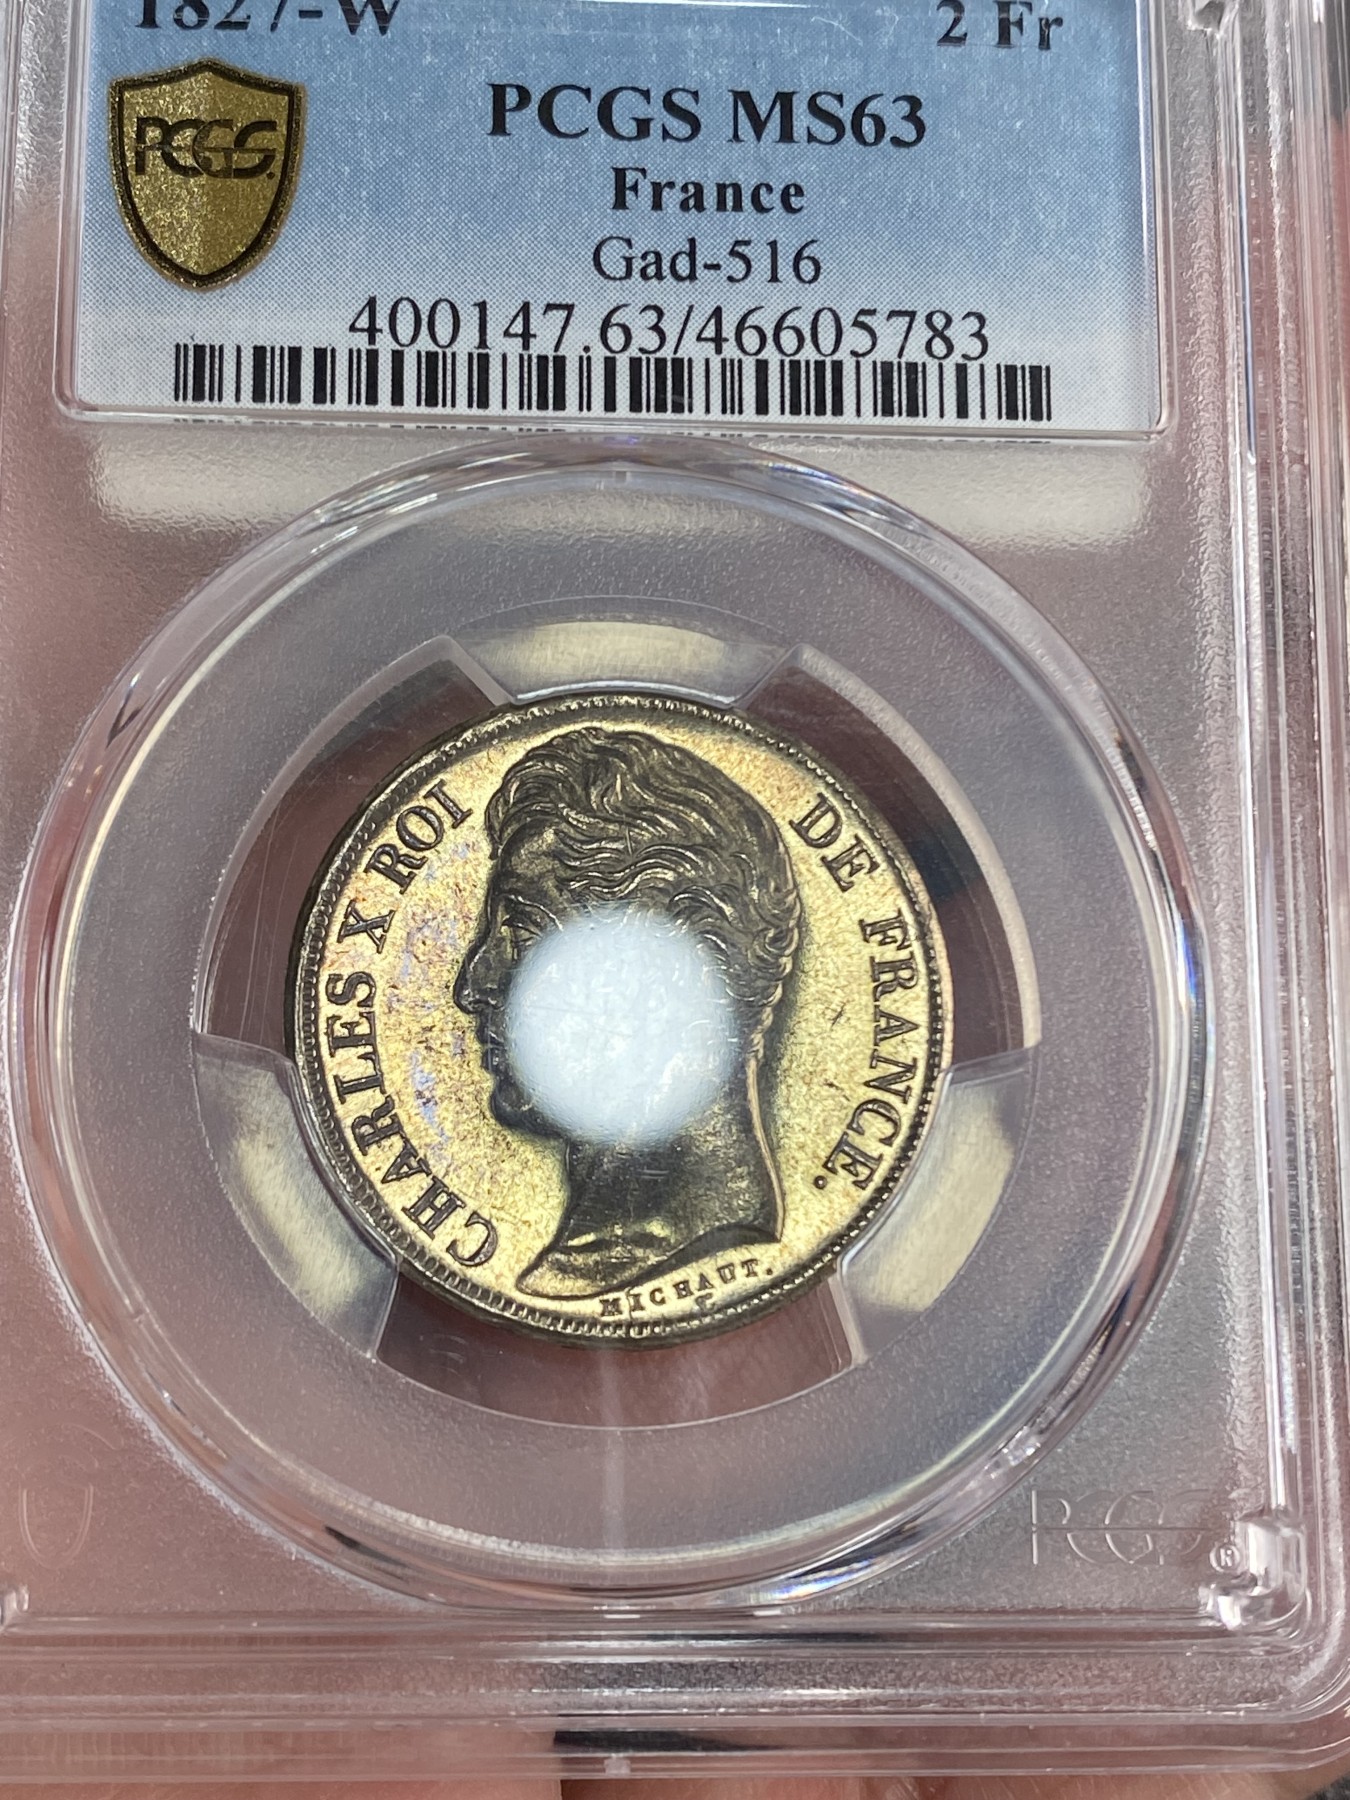 1827-W 2 Fr
PCGS
PCGS MS63
France
Gad-516
400147.63/46605783
CHARLES X ROI DE FRANCE.
MICHAUT.
PCGS
®